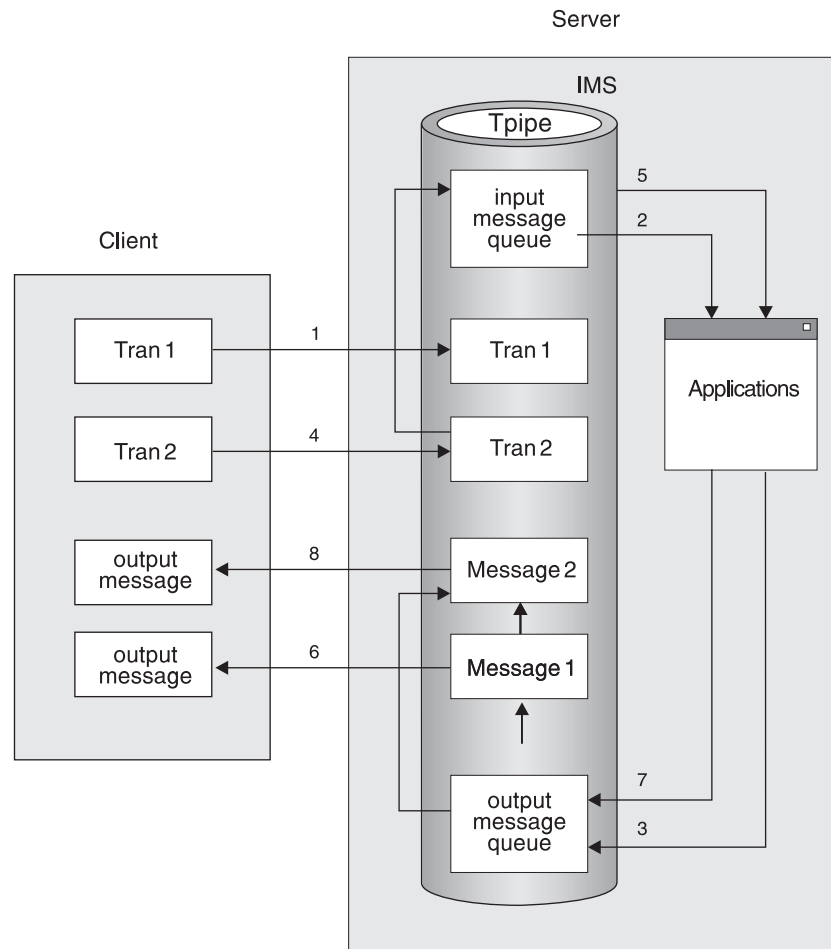 Server
IMS
Tpipe
input
message
queue
5
2
Client
Tran 1
1
Tran 1
Applications
Tran 2
4
Tran 2
output
message
8
Message 2
output
message
6
Message 1
output
message
queue
7
3